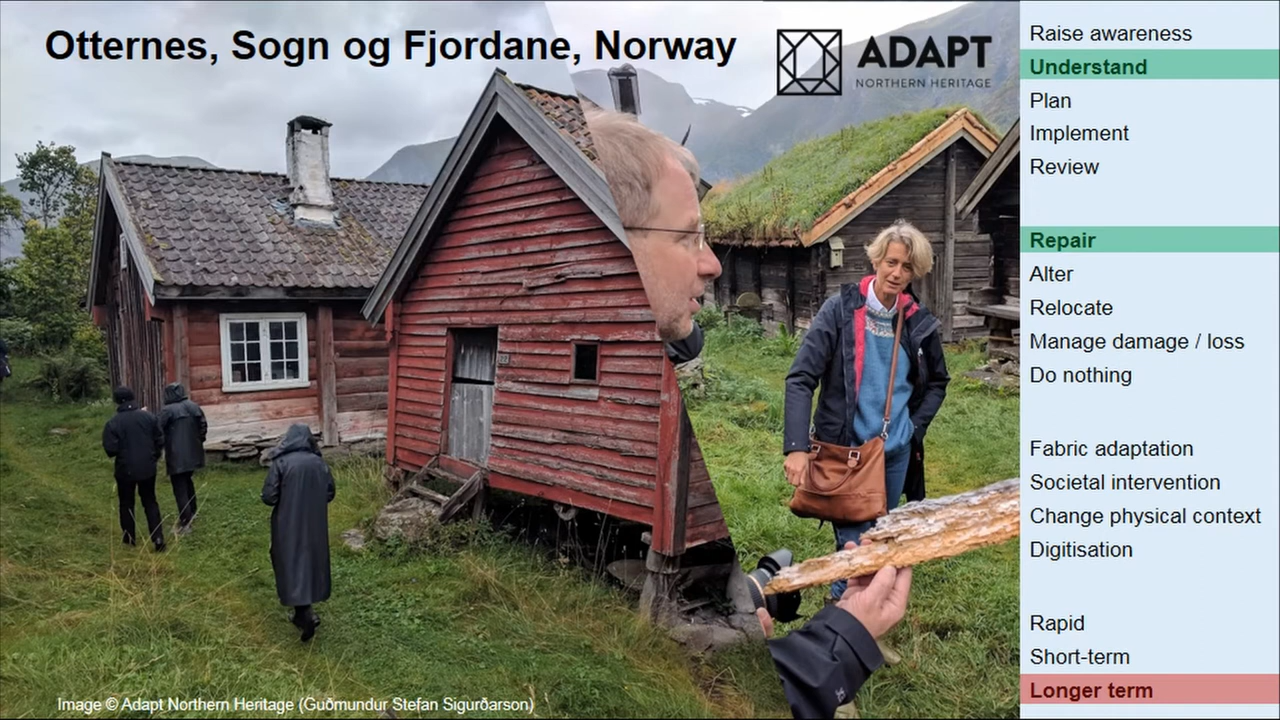 Otternes, Sogn og Fjordane, Norway
ADAPT
NORTHERN HERITAGE
Raise awareness
Understand
Plan
Implement
Review
Repair
Alter
Relocate
Manage damage / loss
Do nothing
Fabric adaptation
Societal intervention
Change physical context
Digitisation
Rapid
Short-term
Longer term
Image © Adapt Northern Heritage (Guðmundur Stefan Sigurðarson)